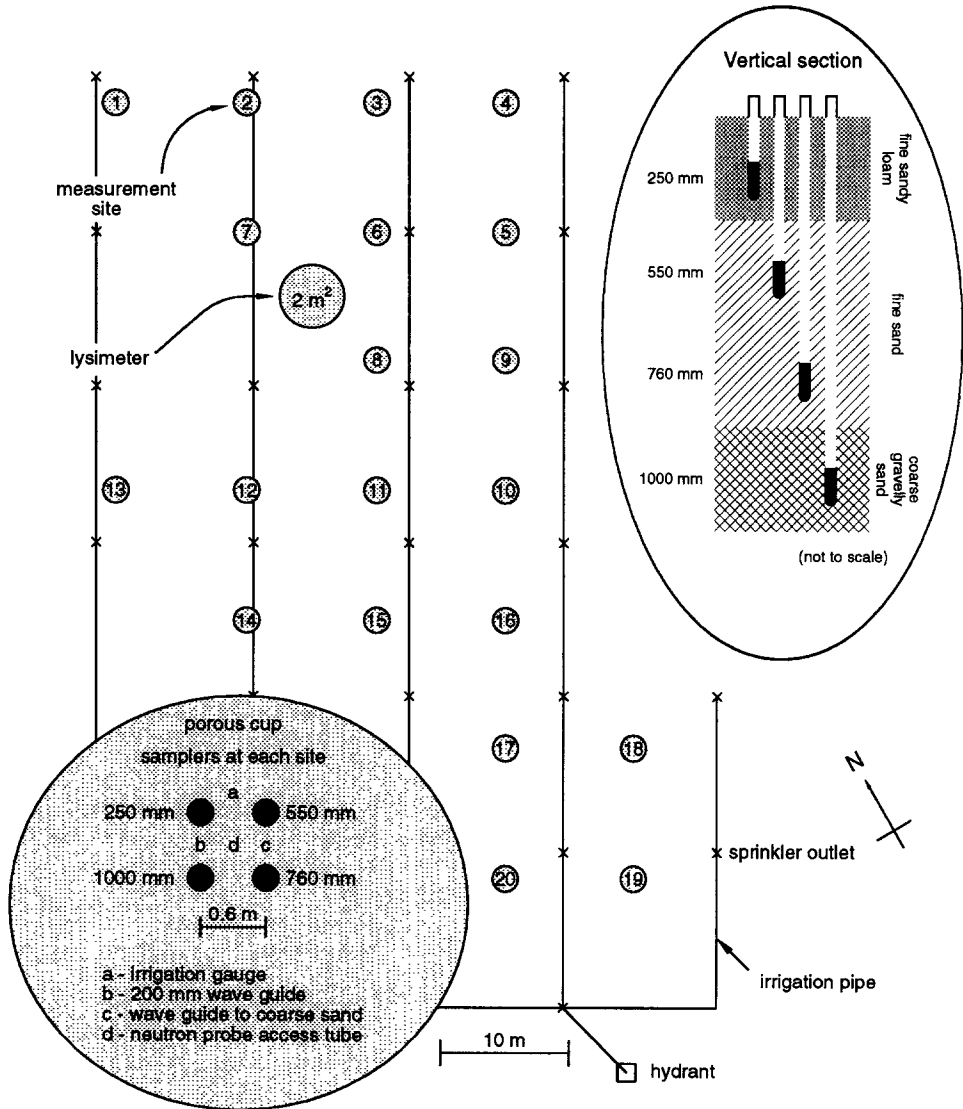 Vertical section
250 mm
550 mm
760 mm
1000 mm
fine sandy
loam
fine sand
coarse
gravelly
sand
(not to scale)
1
2
3
4
measurement
site
7
6
5
2 m²
lysimeter
8
9
13
12
11
10
14
15
16
17
18
20
19
porous cup
samplers at each site
a
250 mm
550 mm
b d c
1000 mm
760 mm
0.6 m
a - irrigation gauge
b - 200 mm wave guide
c - wave guide to coarse sand
d - neutron probe access tube
N
sprinkler outlet
irrigation pipe
10 m
hydrant